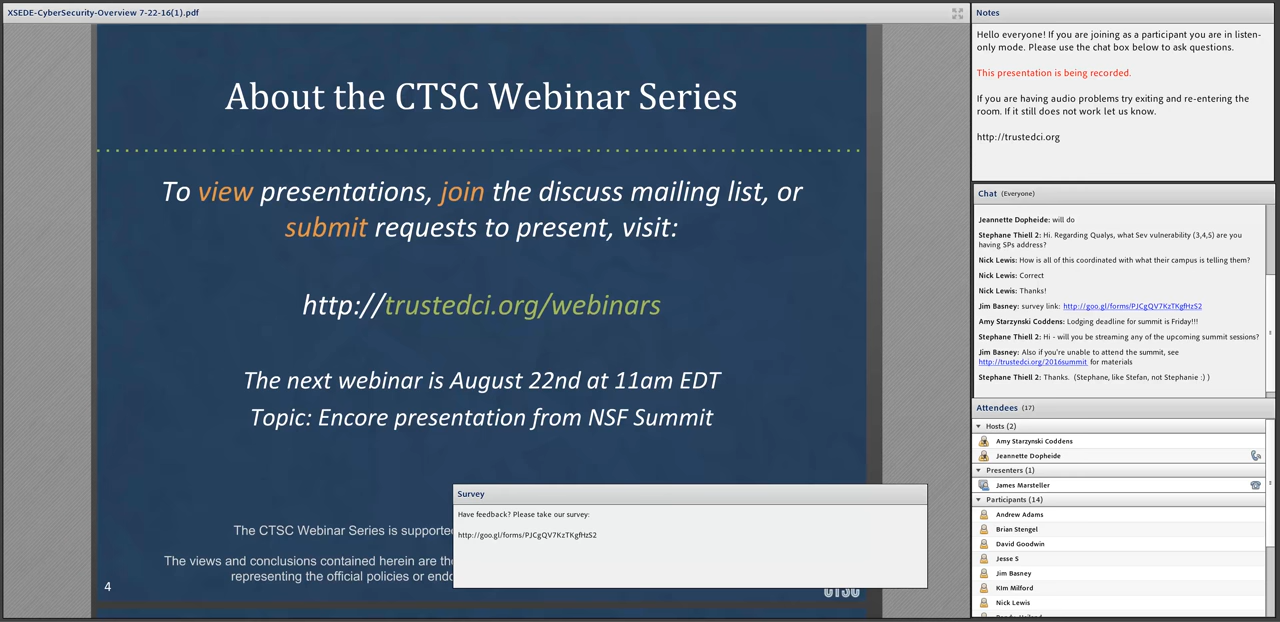 XSEDE-CyberSecurity-Overview 7-22-16(1).pdf
About the CTSC Webinar Series
To view presentations, join the discuss mailing list, or
submit requests to present, visit:
http://trustedci.org/webinars
The next webinar is August 22nd at 11am EDT
Topic: Encore presentation from NSF Summit
The CTSC Webinar Series is supporte
The views and conclusions contained herein are the
representing the official policies or endo
4
CTSC
Survey
Have feedback? Please take our survey:
http://goo.gl/forms/PJCgQV7KzTKgfHzS2
Notes
Hello everyone! If you are joining as a participant you are in listen-
only mode. Please use the chat box below to ask questions.
This presentation is being recorded.
If you are having audio problems try exiting and re-entering the
room. If it still does not work let us know.
http://trustedci.org
Chat (Everyone)
Jeannette Dopheide: will do
Stephane Thiell 2: Hi. Regarding Qualys, what Sev vulnerability (3,4,5) are you
having SPs address?
Nick Lewis: How is all of this coordinated with what their campus is telling them?
Nick Lewis: Correct
Nick Lewis: Thanks!
Jim Basney: survey link: http://goo.gl/forms/PJCgQV7KzTKgfHzS2
Amy Starzynski Coddens: Lodging deadline for summit is Friday!!!
Stephane Thiell 2: Hi - will you be streaming any of the upcoming summit sessions?
Jim Basney: Also if you're unable to attend the summit, see
http://trustedci.org/2016summit for materials
Stephane Thiell 2: Thanks. (Stephane, like Stefan, not Stephanie :) )
Attendees (17)
Hosts (2)
Amy Starzynski Coddens
Jeannette Dopheide
Presenters (1)
James Marsteller
Participants (14)
Andrew Adams
Brian Stengel
David Goodwin
Jesse S
Jim Basney
KIm Milford
Nick Lewis